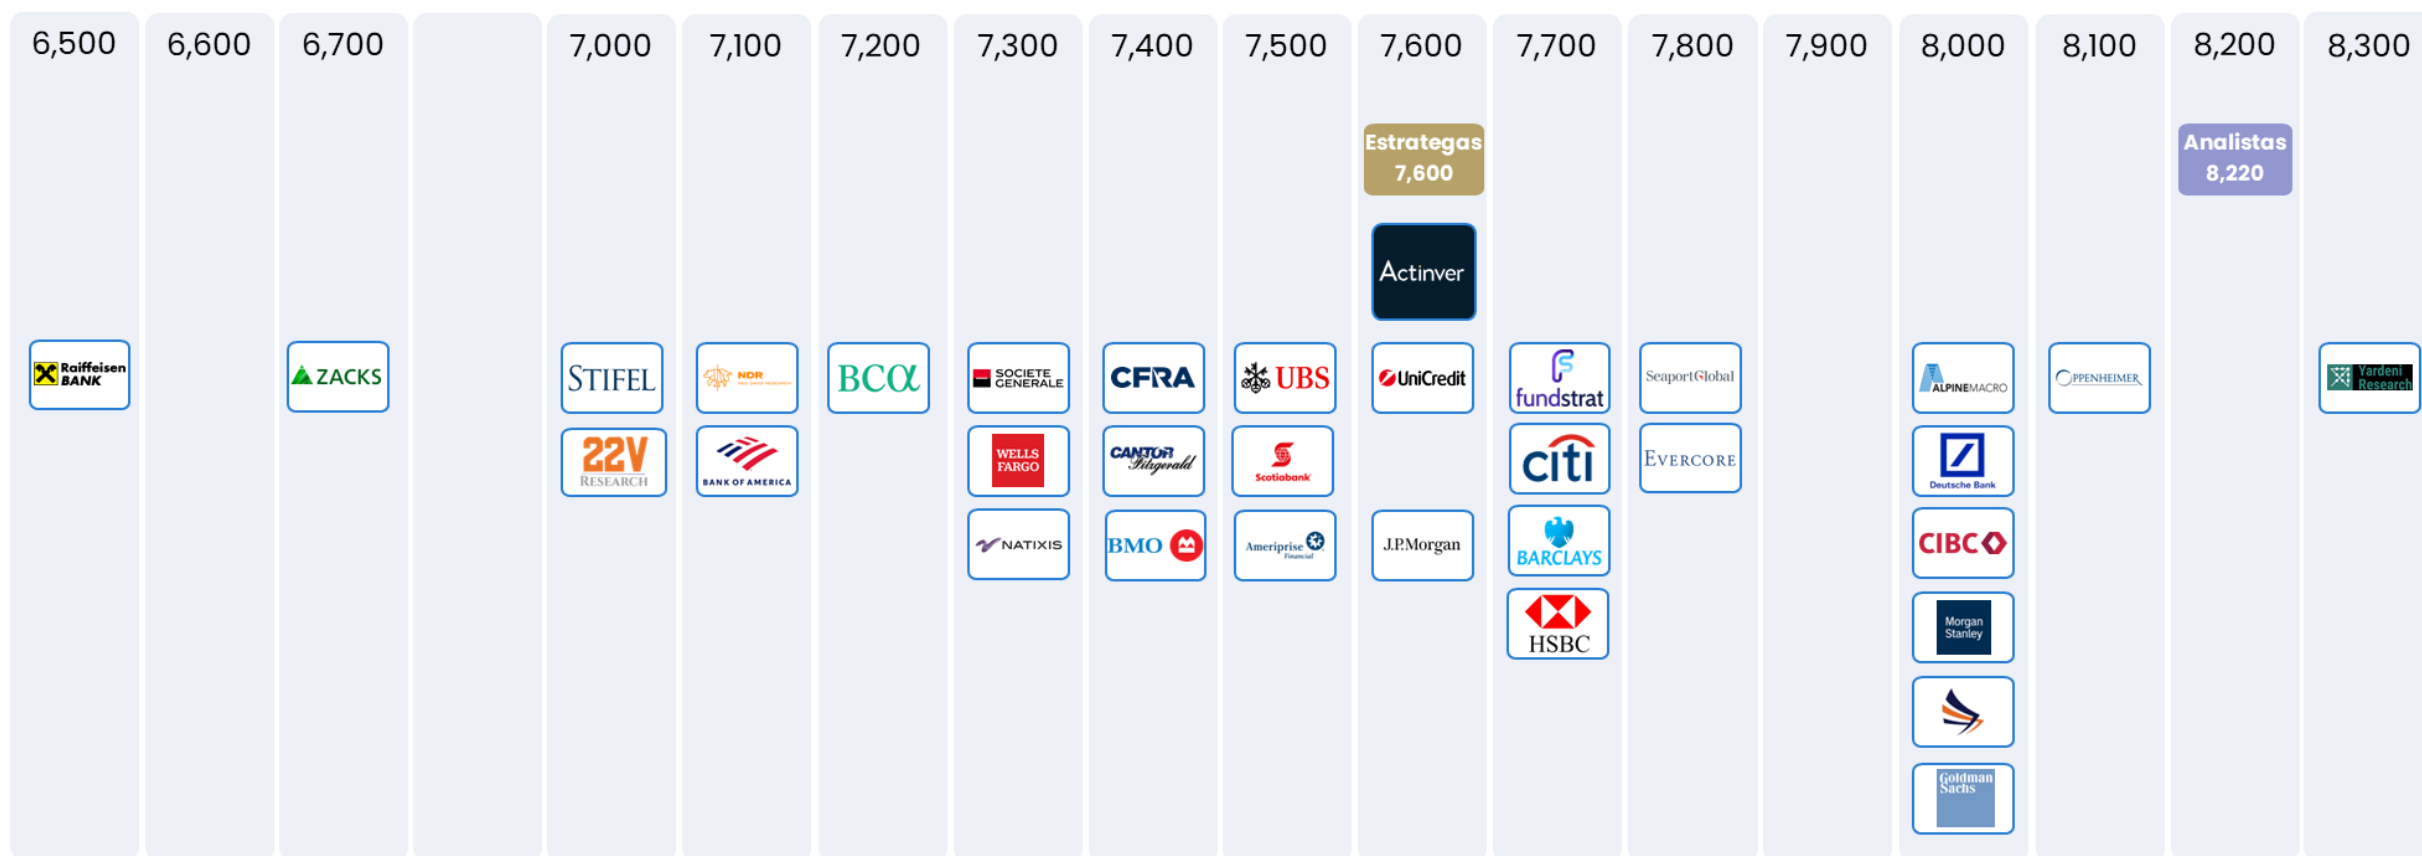 6,500
6,600
6,700
7,000
7,100
7,200
7,300
7,400
7,500
7,600
7,700
7,800
7,900
8,000
8,100
8,200
8,300
Estrategas
7,600
Analistas
8,220
Actinver
Raiffeisen
BANK
ZACKS
STIFEL
NDR
BCα
SOCIETE
GENERALE
CFRA
UBS
UniCredit
fundstrat
SeaportGlobal
ALPINEMACRO
OPPENHEIMER
Yardeni
Research
22V
RESEARCH
BANK OF AMERICA
WELLS
FARGO
CANTOR
Fitzgerald
Scotiabank
citi
EVERCORE
Deutsche Bank
NATIXIS
BMO
Ameriprise
Financial
J.P.Morgan
BARCLAYS
CIBC
HSBC
Morgan
Stanley
Goldman
Sachs